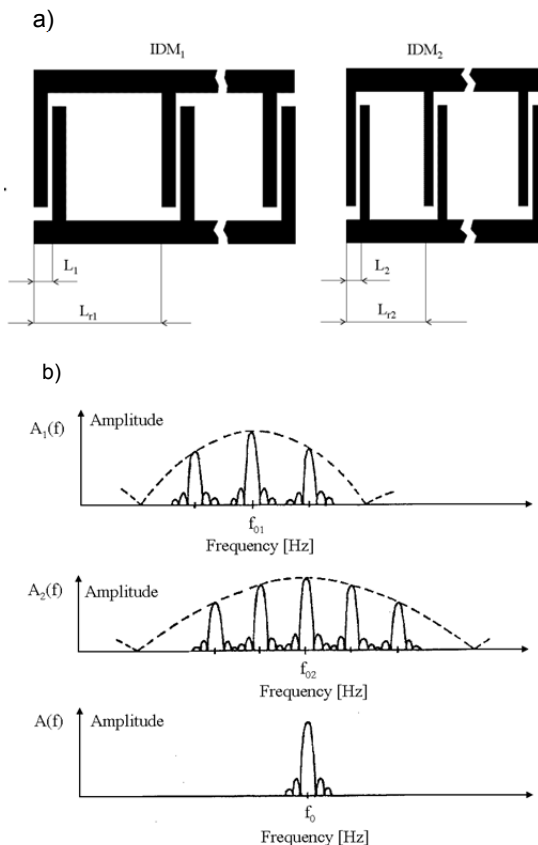 a)
IDM₁ IDM₂
L₁ L₂
Lr1 Lr2
b)
A₁(f) Amplitude
f₀₁
Frequency [Hz]
A₂(f) Amplitude
f₀₂
Frequency [Hz]
A(f) Amplitude
f₀
Frequency [Hz]